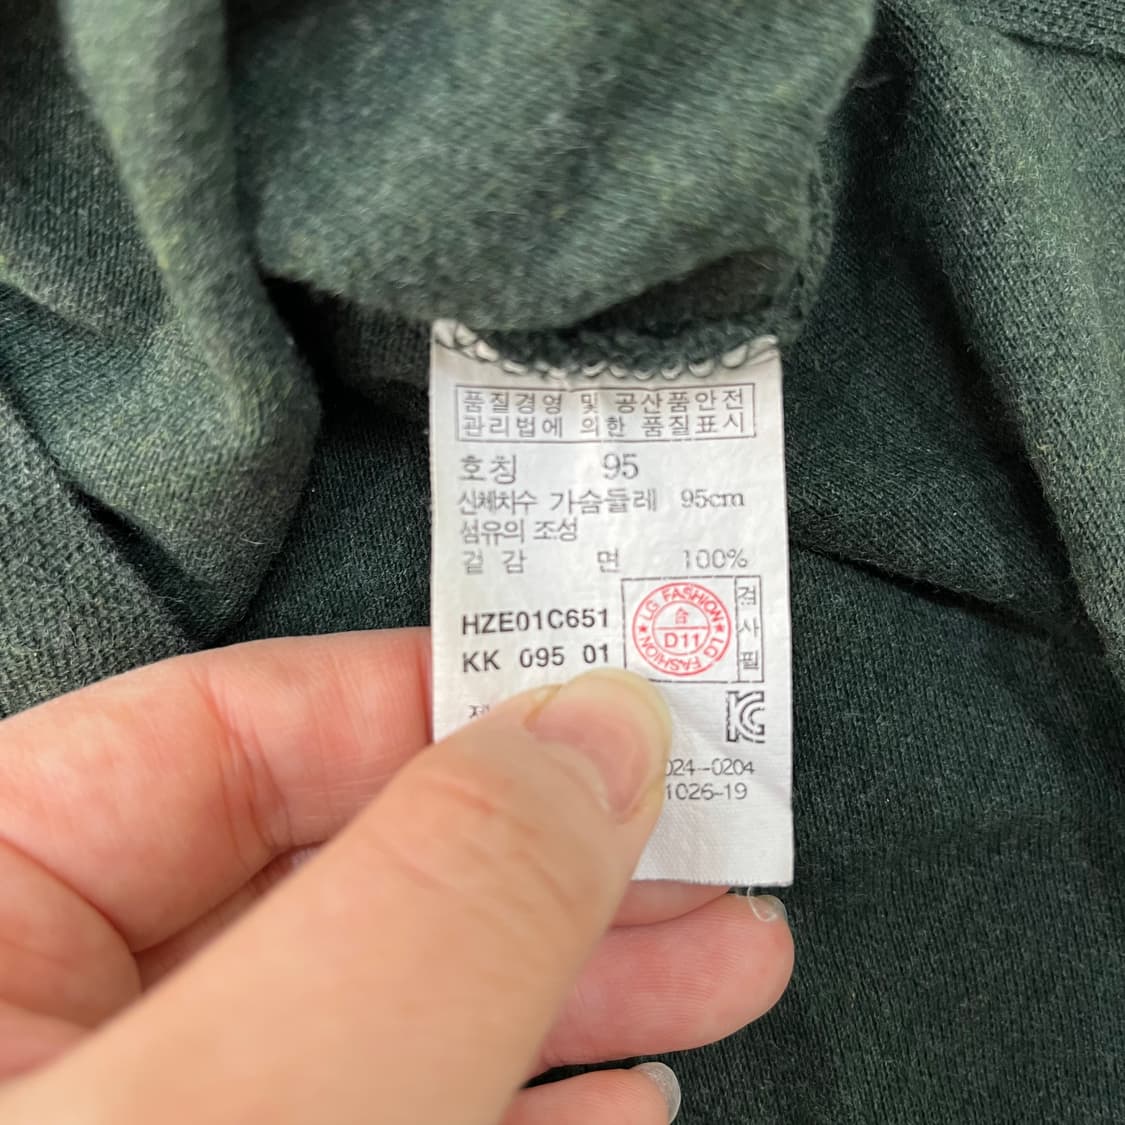 품질경영 및 공산품안전
관리법에 의한 품질표시
호칭 95
신체치수 가슴둘레 95cm
섬유의 조성
겉감 면 100%
HZE01C651
KK 095 01
LG FASHION ★ LG FASHION ★
合
D11
검사필
제
KC
024-0204
1026-19